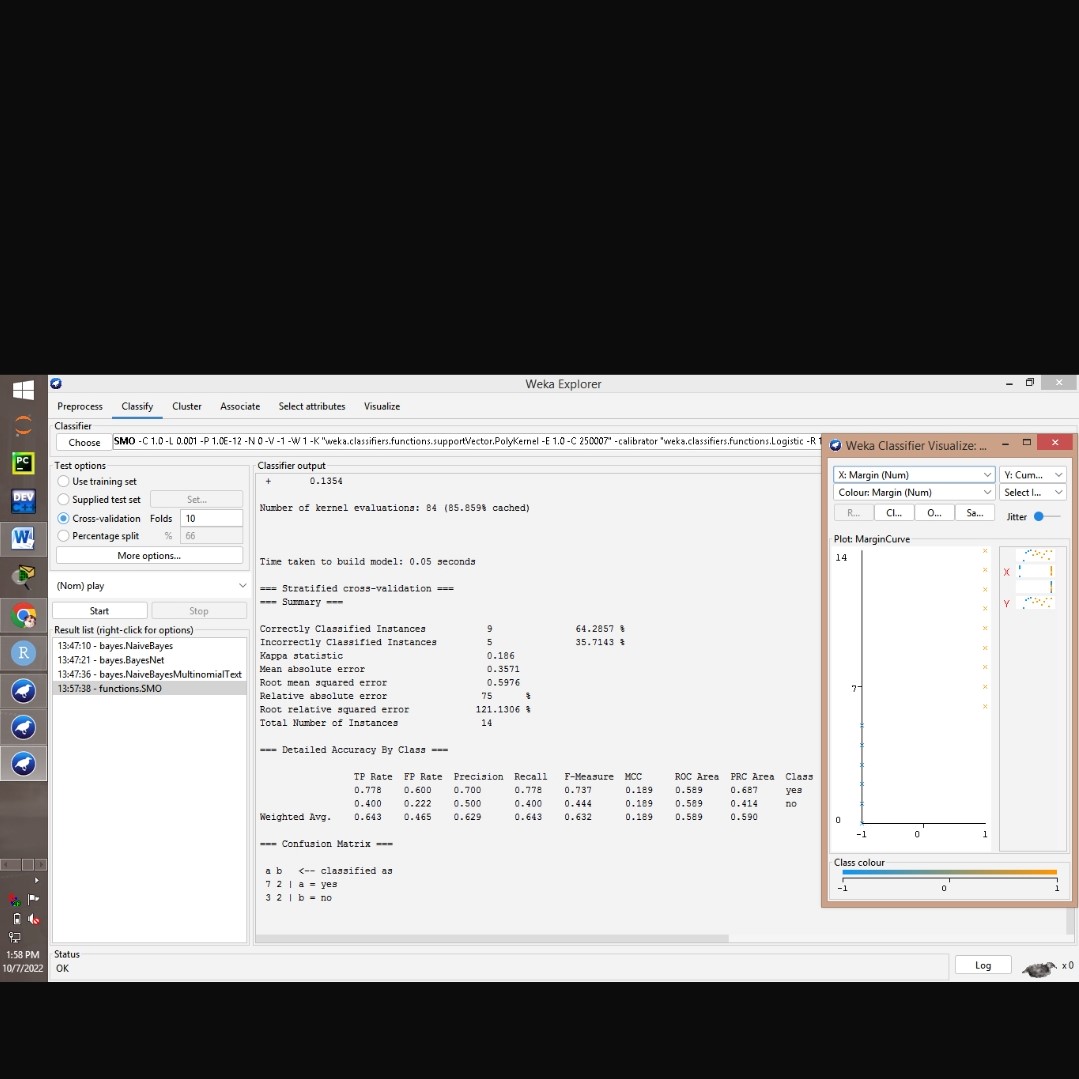 Weka Explorer
Preprocess Classify Cluster Associate Select attributes Visualize
Classifier
Choose SMO -C 1.0 -L 0.001 -P 1.0E-12 -N 0 -V -1 -W 1 -K "weka.classifiers.functions.supportVector.PolyKernel -E 1.0 -C 250007" -calibrator "weka.classifiers.functions.Logistic -R 1
Test options
Use training set
Supplied test set Set...
Cross-validation Folds 10
Percentage split % 66
More options...
(Nom) play
Start Stop
Result list (right-click for options)
13:47:10 - bayes.NaiveBayes
13:47:21 - bayes.BayesNet
13:47:36 - bayes.NaiveBayesMultinomialText
13:57:38 - functions.SMO
Classifier output
+ 0.1354
Number of kernel evaluations: 84 (85.859% cached)
Time taken to build model: 0.05 seconds
=== Stratified cross-validation ===
=== Summary ===
Correctly Classified Instances 9 64.2857 %
Incorrectly Classified Instances 5 35.7143 %
Kappa statistic 0.186
Mean absolute error 0.3571
Root mean squared error 0.5976
Relative absolute error 75 %
Root relative squared error 121.1306 %
Total Number of Instances 14
=== Detailed Accuracy By Class ===
TP Rate FP Rate Precision Recall F-Measure MCC ROC Area PRC Area Class
0.778 0.600 0.700 0.778 0.737 0.189 0.589 0.687 yes
0.400 0.222 0.500 0.400 0.444 0.189 0.589 0.414 no
Weighted Avg. 0.643 0.465 0.629 0.643 0.632 0.189 0.589 0.590
=== Confusion Matrix ===
a b <-- classified as
7 2 | a = yes
3 2 | b = no
Weka Classifier Visualize: ...
X: Margin (Num) Y: Cum...
Colour: Margin (Num) Select I...
R... Cl... O... Sa... Jitter
Plot: MarginCurve
14
7
0
-1 0 1
X
Y
Class colour
-1 0 1
Status
OK
Log x 0
PC
DEV
W
R
1:58 PM
10/7/2022